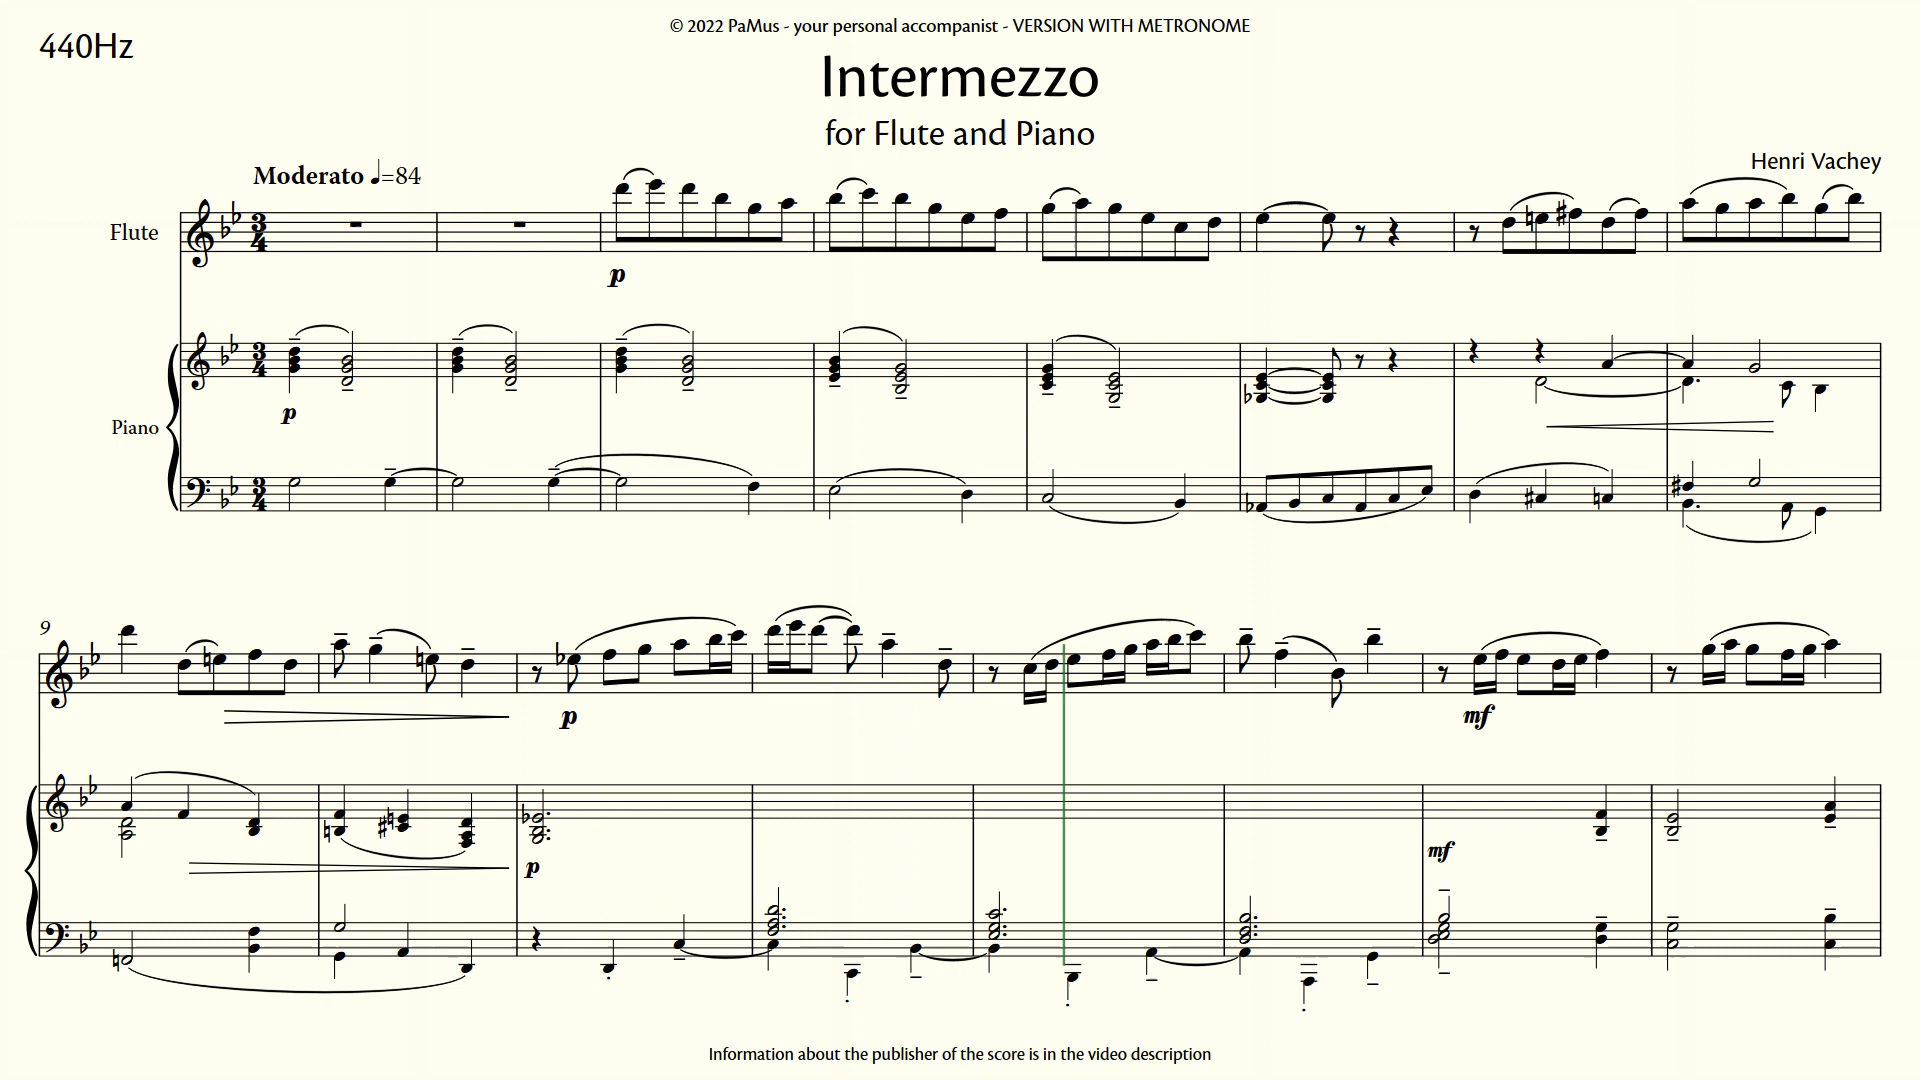 © 2022 PaMus - your personal accompanist - VERSION WITH METRONOME
440Hz
Intermezzo
for Flute and Piano
Henri Vachey
Moderato ♩=84
Flute
p
p
Piano
9
p
mf
p
mf
Information about the publisher of the score is in the video description